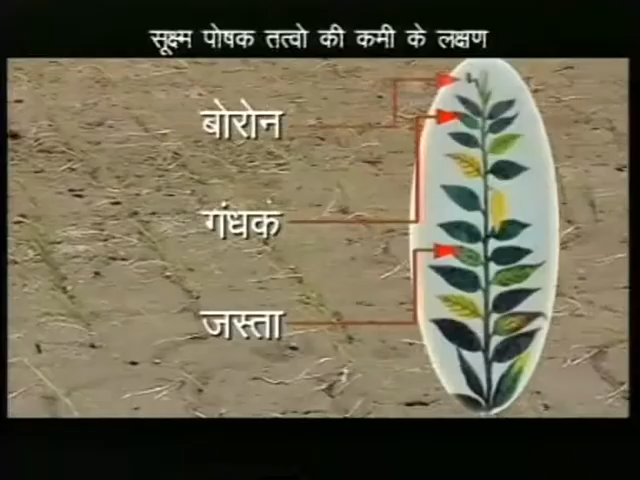 सूक्ष्म पोषक तत्वो की कमी के लक्षण
बोरोन
गंधक
जस्ता